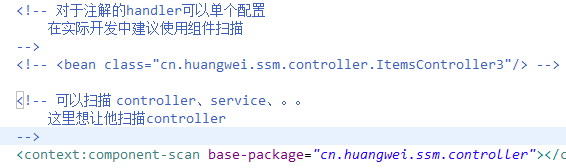 <!-- 对于注解的handler可以单个配置
在实际开发中建议使用组件扫描
-->
<!-- <bean class="cn.huangwei.ssm.controller.ItemsController3"/> -->
<!-- 可以扫描 controller、service、。。
这里想让他扫描controller
-->
<context:component-scan base-package="cn.huangwei.ssm.controller"></c